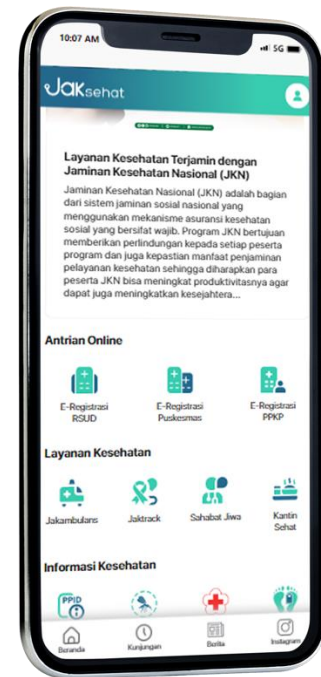 10:07 AM
5G
JAKsehat
Layanan Kesehatan Terjamin dengan
Jaminan Kesehatan Nasional (JKN)
Jaminan Kesehatan Nasional (JKN) adalah bagian
dari sistem jaminan sosial nasional yang
menggunakan mekanisme asuransi kesehatan
sosial yang bersifat wajib. Program JKN bertujuan
memberikan perlindungan kepada setiap peserta
program dan juga kepastian manfaat penjaminan
pelayanan kesehatan sehingga diharapkan para
peserta JKN bisa meningkat produktivitasnya agar
dapat juga meningkatkan kesejahtera...
Antrian Online
E-Registrasi
RSUD
E-Registrasi
Puskesmas
E-Registrasi
PPKP
Layanan Kesehatan
Jakambulans
Jaktrack
Sahabat Jiwa
Kantin
Sehat
Informasi Kesehatan
PPID
Beranda
Kunjungan
Berita
Instagram